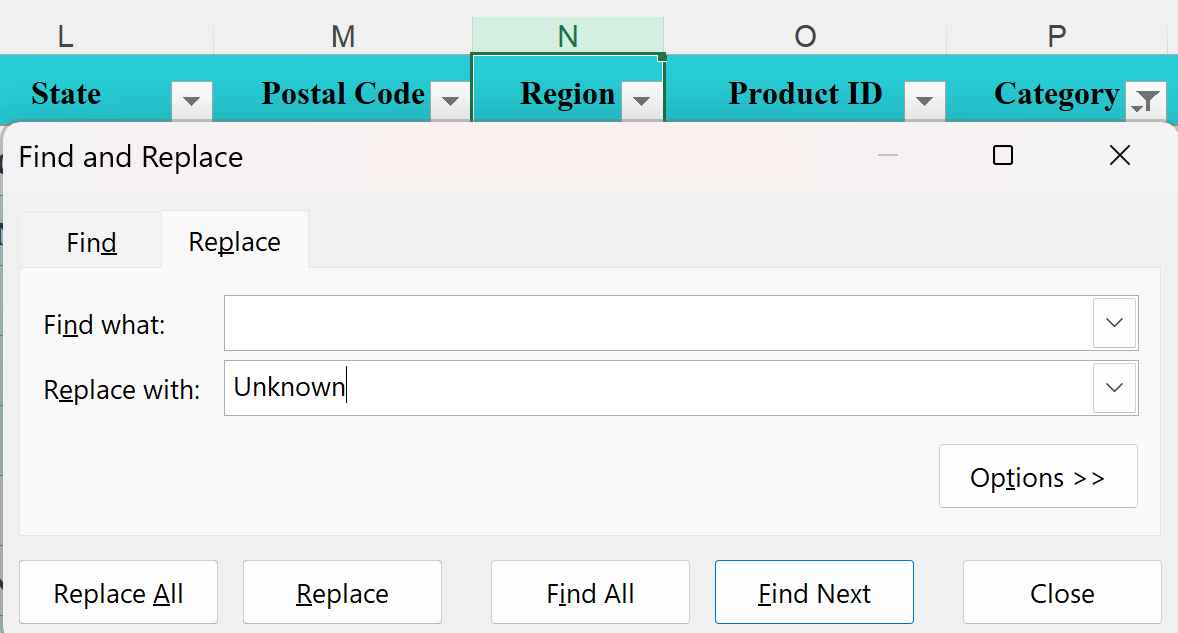 L M N O P
State Postal Code Region Product ID Category
Find and Replace
Find Replace
Find what:
Replace with: Unknown
Options >>
Replace All Replace Find All Find Next Close